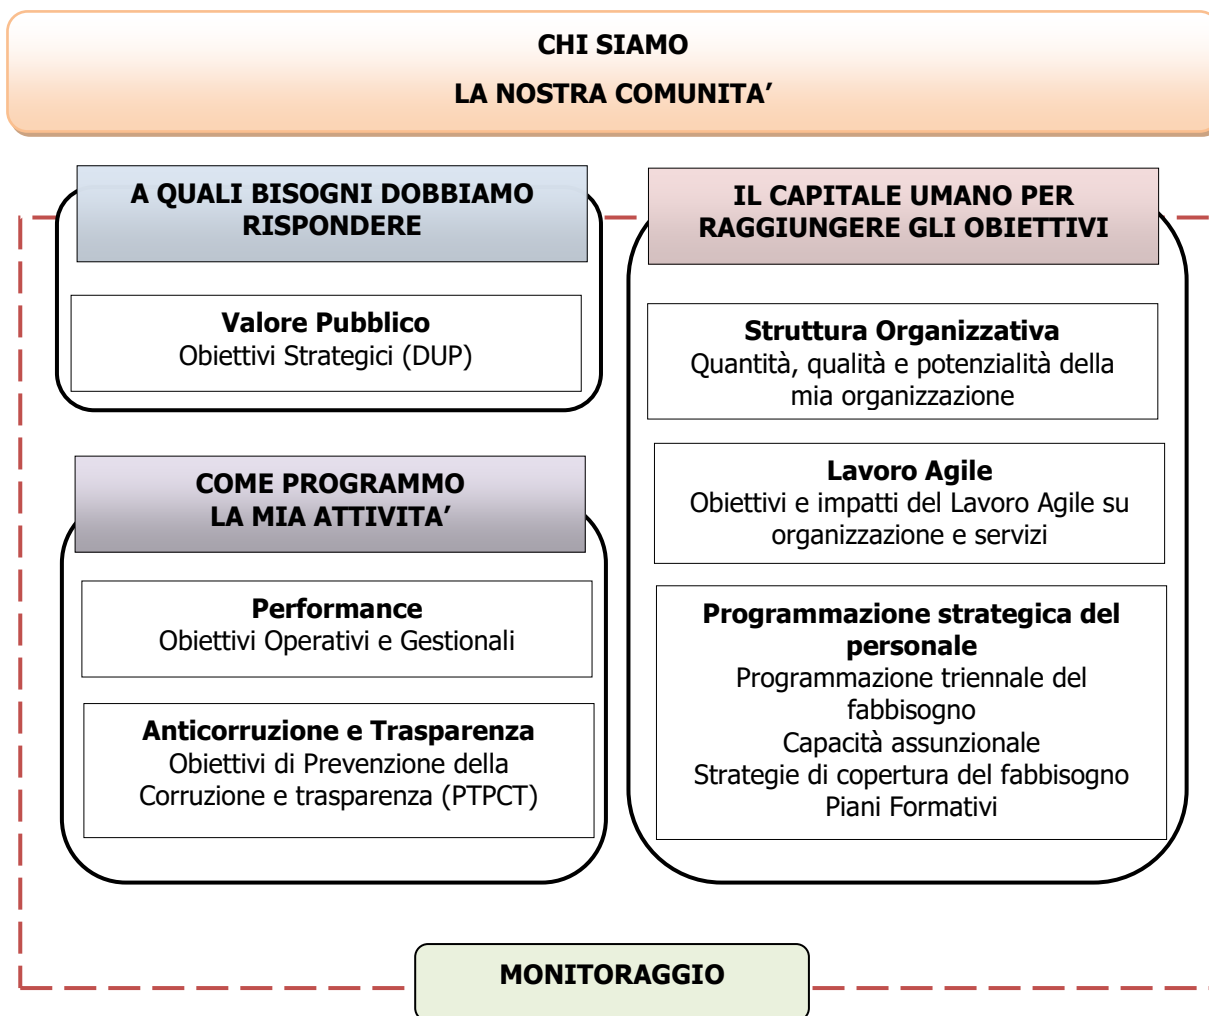 CHI SIAMO
LA NOSTRA COMUNITA’
A QUALI BISOGNI DOBBIAMO
RISPONDERE
Valore Pubblico
Obiettivi Strategici (DUP)
COME PROGRAMMO
LA MIA ATTIVITA’
Performance
Obiettivi Operativi e Gestionali
Anticorruzione e Trasparenza
Obiettivi di Prevenzione della
Corruzione e trasparenza (PTPCT)
IL CAPITALE UMANO PER
RAGGIUNGERE GLI OBIETTIVI
Struttura Organizzativa
Quantità, qualità e potenzialità della
mia organizzazione
Lavoro Agile
Obiettivi e impatti del Lavoro Agile su
organizzazione e servizi
Programmazione strategica del
personale
Programmazione triennale del
fabbisogno
Capacità assunzionale
Strategie di copertura del fabbisogno
Piani Formativi
MONITORAGGIO